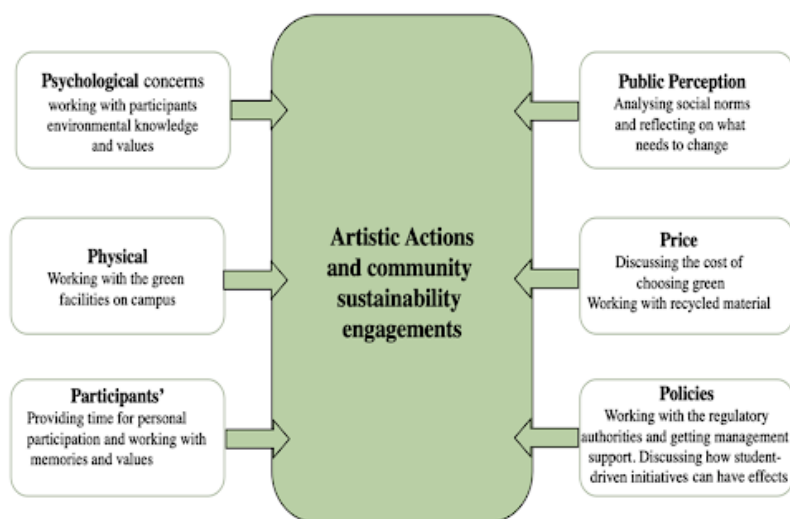 Psychological concerns
working with participants
environmental knowledge
and values
Physical
Working with the green
facilities on campus
Participants’
Providing time for personal
participation and working with
memories and values
Artistic Actions
and community
sustainability
engagements
Public Perception
Analysing social norms
and reflecting on what
needs to change
Price
Discussing the cost of
choosing green
Working with recycled material
Policies
Working with the regulatory
authorities and getting management
support. Discussing how student-
driven initiatives can have effects